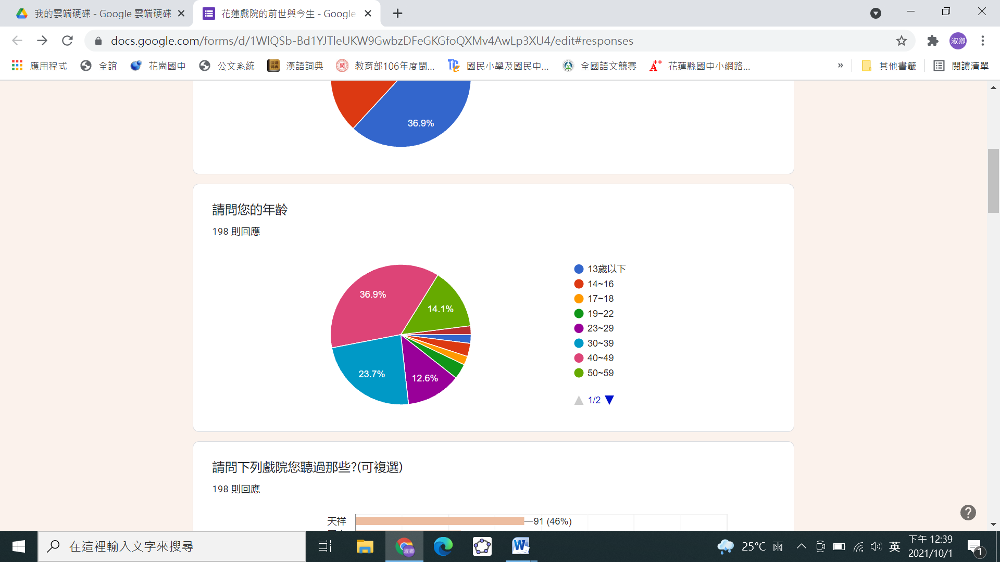 我的雲端硬碟 - Google 雲端硬碟
花蓮戲院的前世與今生 - Google
docs.google.com/forms/d/1WlQSb-Bd1YJTleUKW9GwbzDFeGKGfoQXMv4AwLp3XU4/edit#responses
淑卿
應用程式 全誼 花崗國中 公文系統 漢語詞典 教育部106年度閩... 國民小學及國民中... 全國語文競賽 花蓮縣國中小網路... » 其他書籤 閱讀清單
36.9%
請問您的年齡
198 則回應
36.9%
14.1%
23.7%
12.6%
13歲以下
14~16
17~18
19~22
23~29
30~39
40~49
50~59
1/2
請問下列戲院您聽過那些?(可複選)
198 則回應
天祥
91 (46%)
在這裡輸入文字來搜尋
25°C 雨
英
下午 12:39
2021/10/1
1